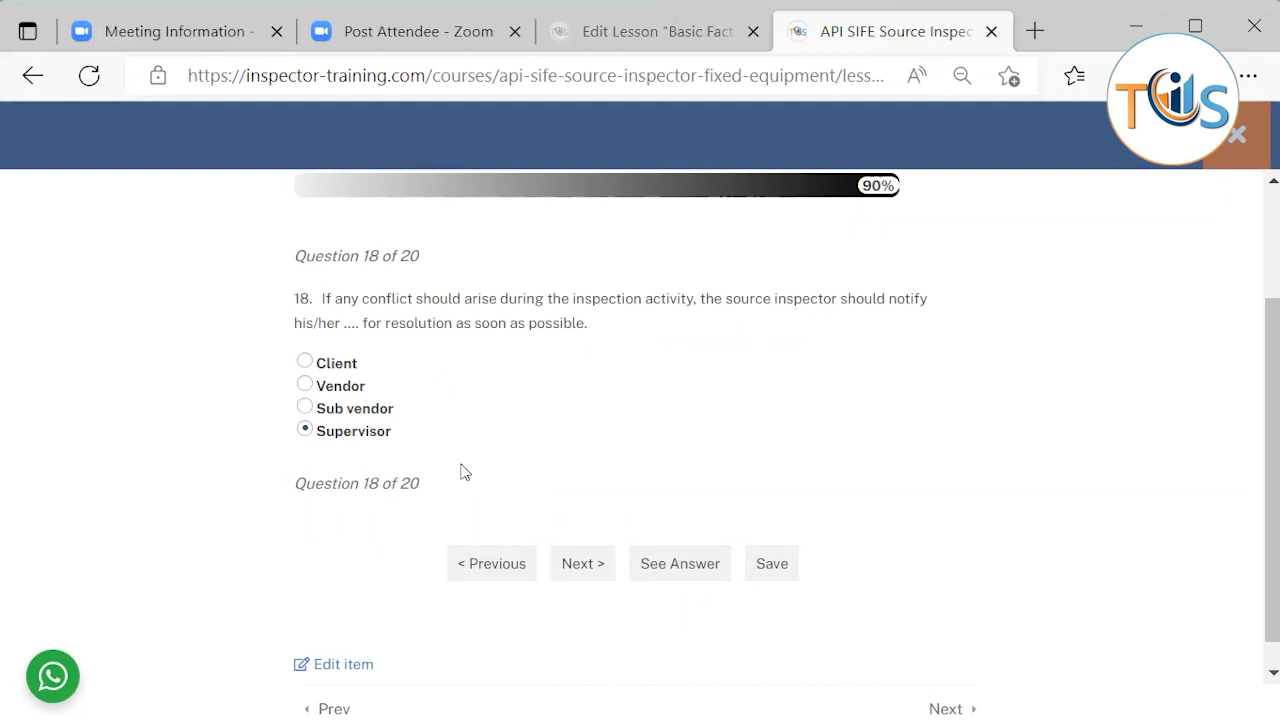 Meeting Information -
Post Attendee - Zoom
Edit Lesson "Basic Fact
API SIFE Source Inspec
https://inspector-training.com/courses/api-sife-source-inspector-fixed-equipment/less...
TIS
90%
Question 18 of 20
18. If any conflict should arise during the inspection activity, the source inspector should notify
his/her .... for resolution as soon as possible.
Client
Vendor
Sub vendor
Supervisor
Question 18 of 20
< Previous
Next >
See Answer
Save
Edit item
Prev
Next